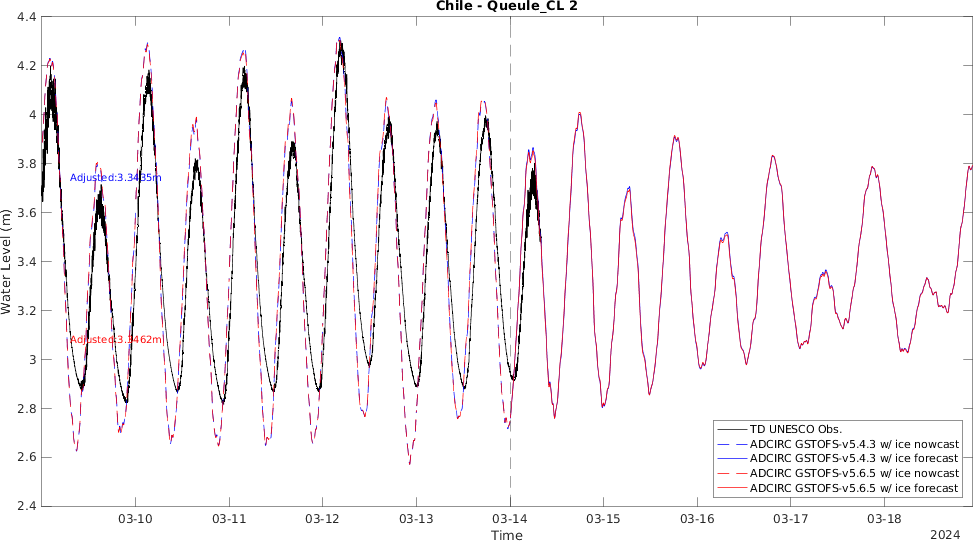 Chile - Queule_CL 2
4.4
4.2
4
3.8
3.6
3.4
3.2
3
2.8
2.6
2.4
Water Level (m)
Adjusted:3.3435m
Adjusted:3.3462m
TD UNESCO Obs.
ADCIRC GSTOFS-v5.4.3 w/ ice nowcast
ADCIRC GSTOFS-v5.4.3 w/ ice forecast
ADCIRC GSTOFS-v5.6.5 w/ ice nowcast
ADCIRC GSTOFS-v5.6.5 w/ ice forecast
03-10 03-11 03-12 03-13 03-14 03-15 03-16 03-17 03-18
Time
2024